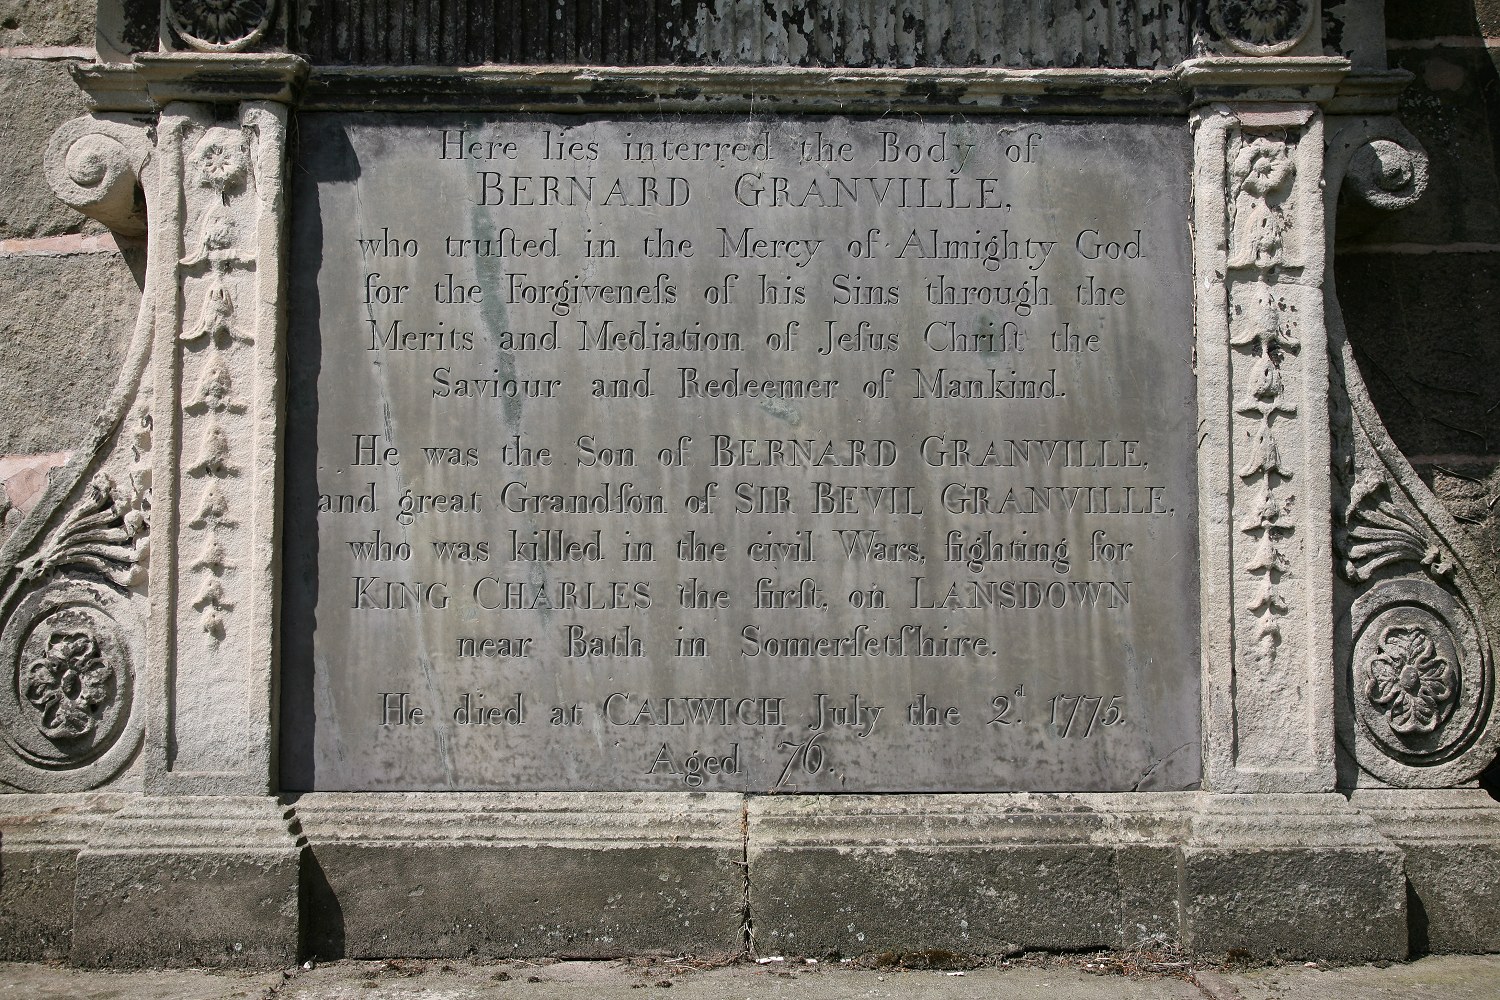 Here lies interred the Body of
BERNARD GRANVILLE,
who truſted in the Mercy of Almighty God
for the Forgiveneſs of his Sins through the
Merits and Mediation of Jeſus Chriſt the
Saviour and Redeemer of Mankind.
He was the Son of BERNARD GRANVILLE,
and great Grandſon of SIR BEVIL GRANVILLE,
who was killed in the civil Wars, fighting for
KING CHARLES the firſt, on LANSDOWN
near Bath in Somerſetſhire.
He died at CALWICH July the 2.d 1775.
Aged 76.